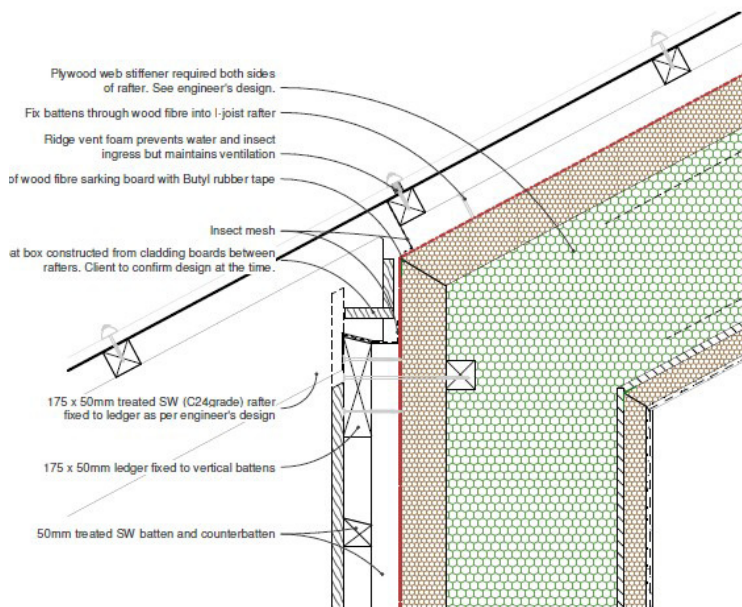 Plywood web stiffener required both sides
of rafter. See engineer's design.
Fix battens through wood fibre into I-joist rafter
Ridge vent foam prevents water and insect
ingress but maintains ventilation
of wood fibre sarking board with Butyl rubber tape
Insect mesh
box constructed from cladding boards between
rafters. Client to confirm design at the time.
175 x 50mm treated SW (C24grade) rafter
fixed to ledger as per engineer's design
175 x 50mm ledger fixed to vertical battens
50mm treated SW batten and counterbatten